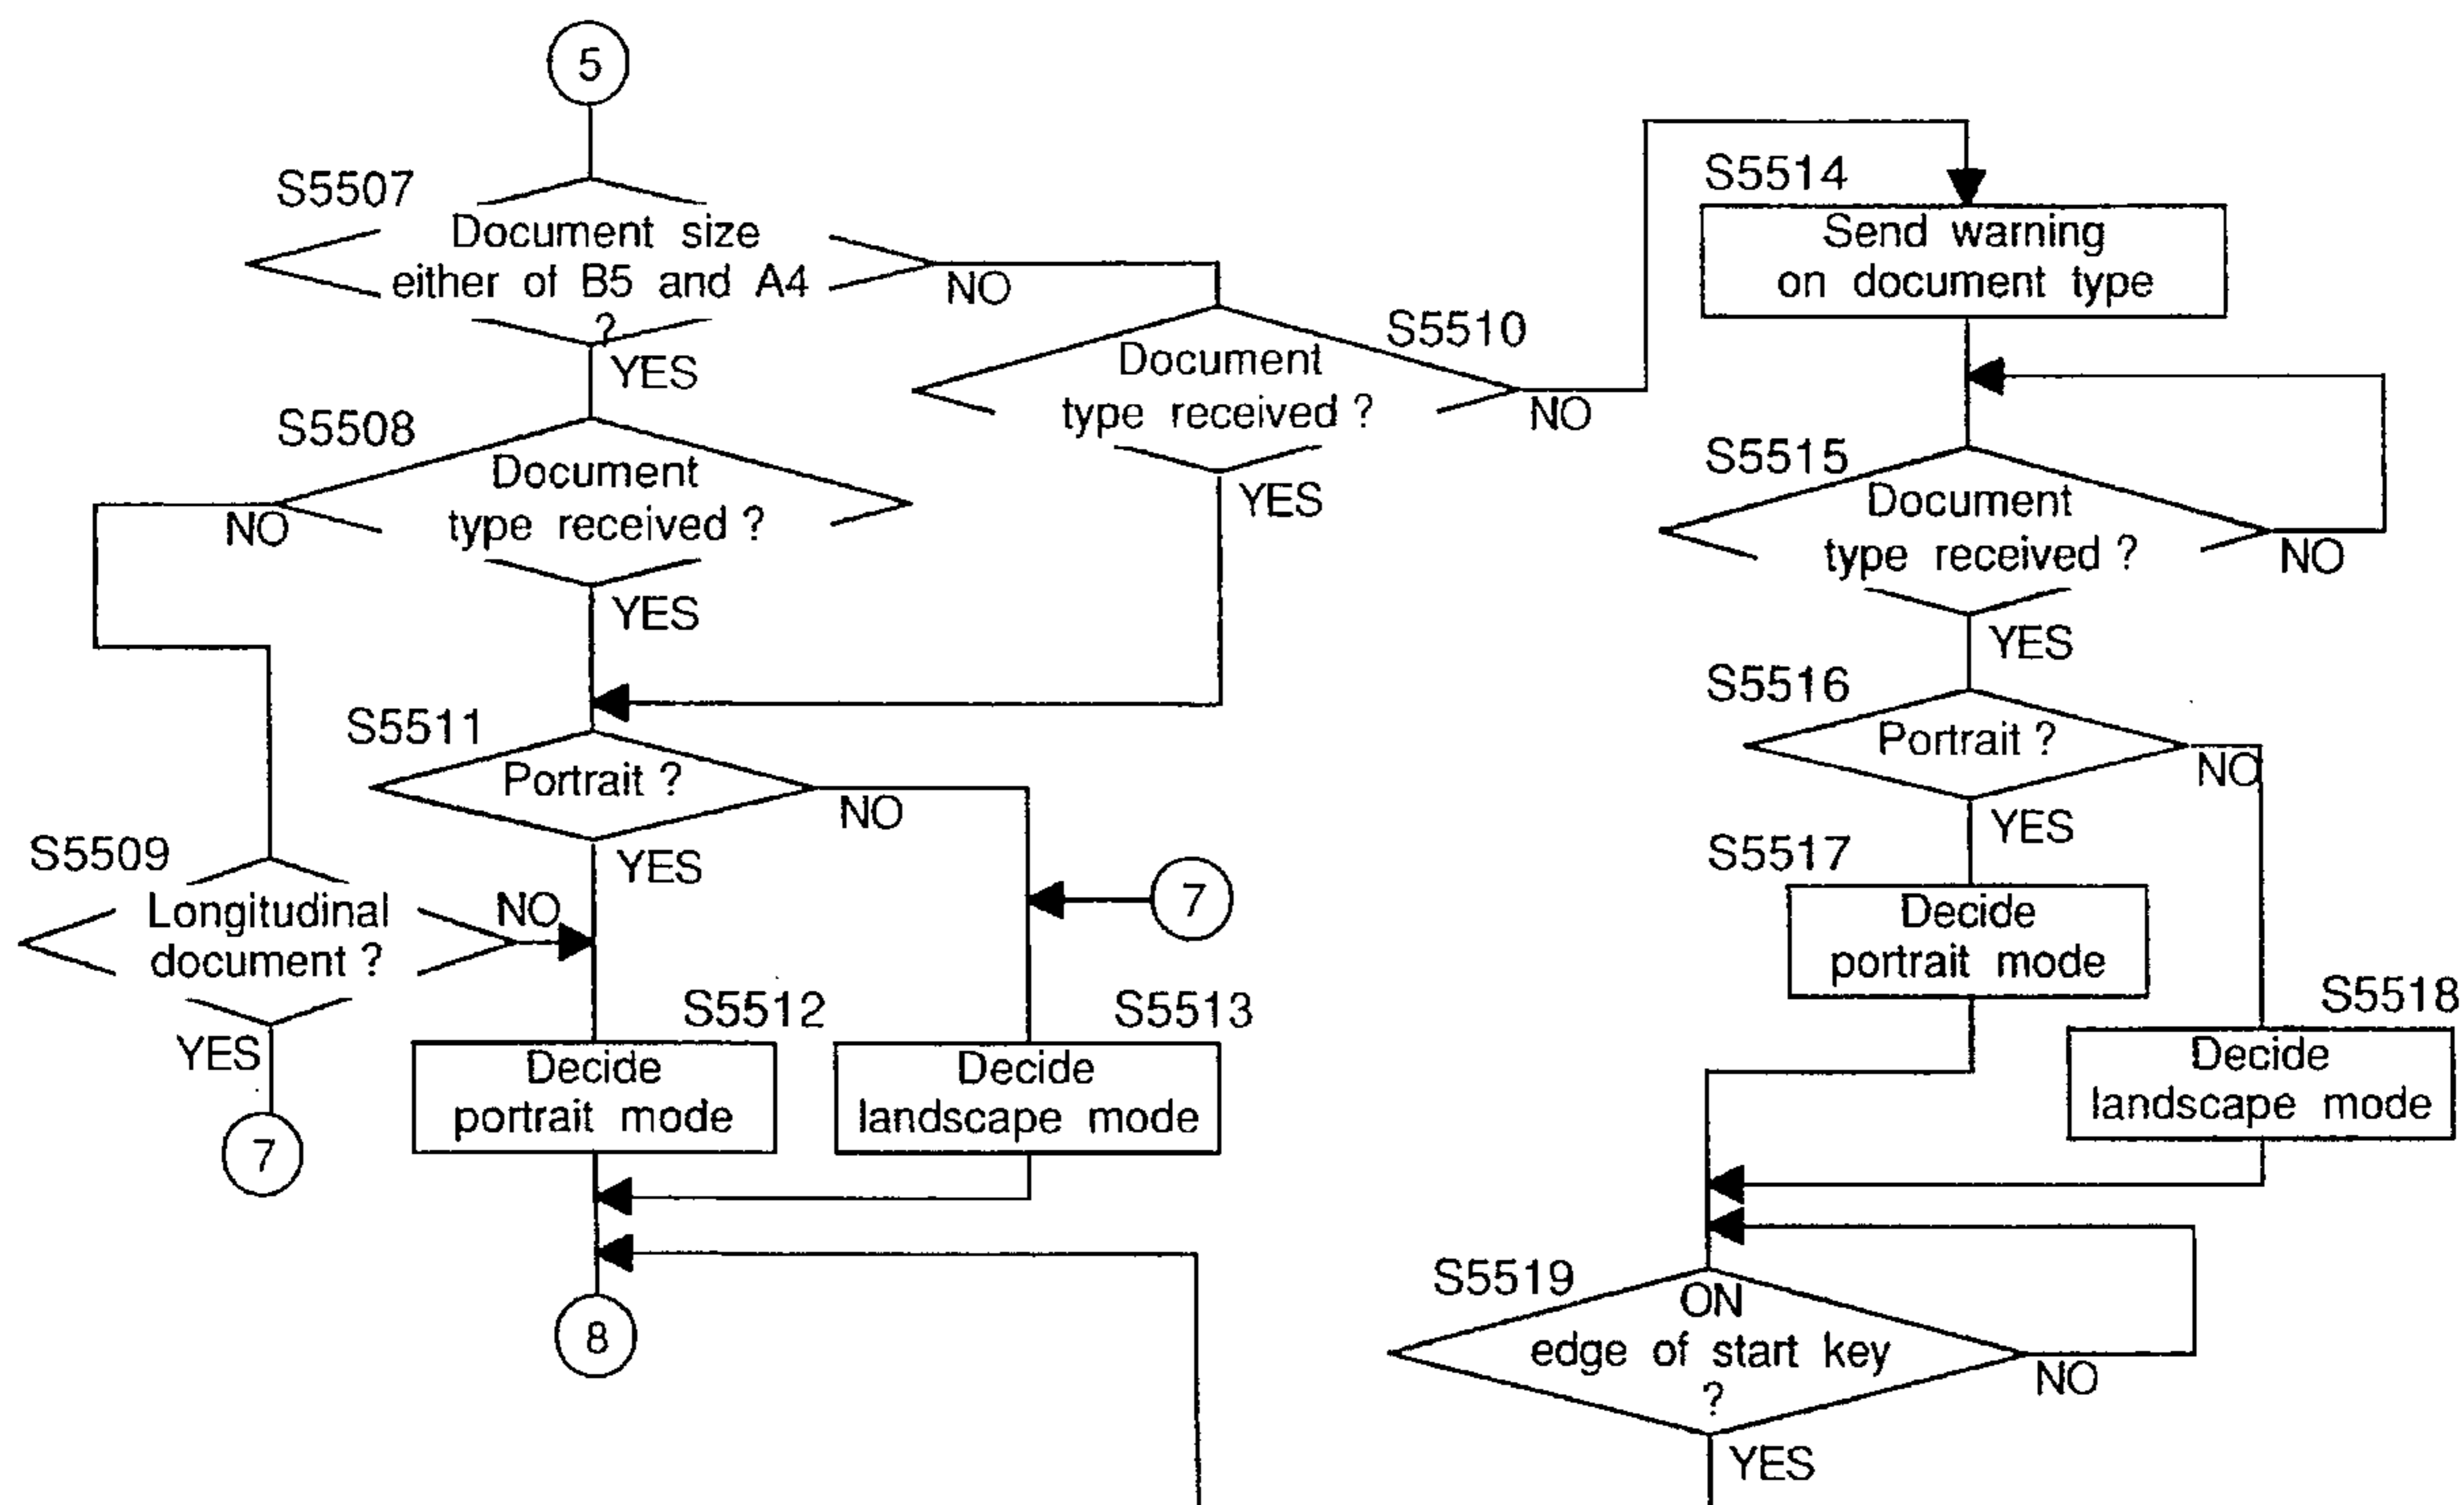 5
S5507
Document size
either of B5 and A4
?
NO
YES
S5508
Document
type received ?
NO
YES
S5510
Document
type received ?
NO
YES
S5511
Portrait ?
NO
YES
S5509
Longitudinal
document ?
NO
YES
7
7
S5512
Decide
portrait mode
S5513
Decide
landscape mode
8
S5514
Send warning
on document type
S5515
Document
type received ?
NO
YES
S5516
Portrait ?
NO
YES
S5517
Decide
portrait mode
S5518
Decide
landscape mode
S5519
ON
edge of start key
?
NO
YES